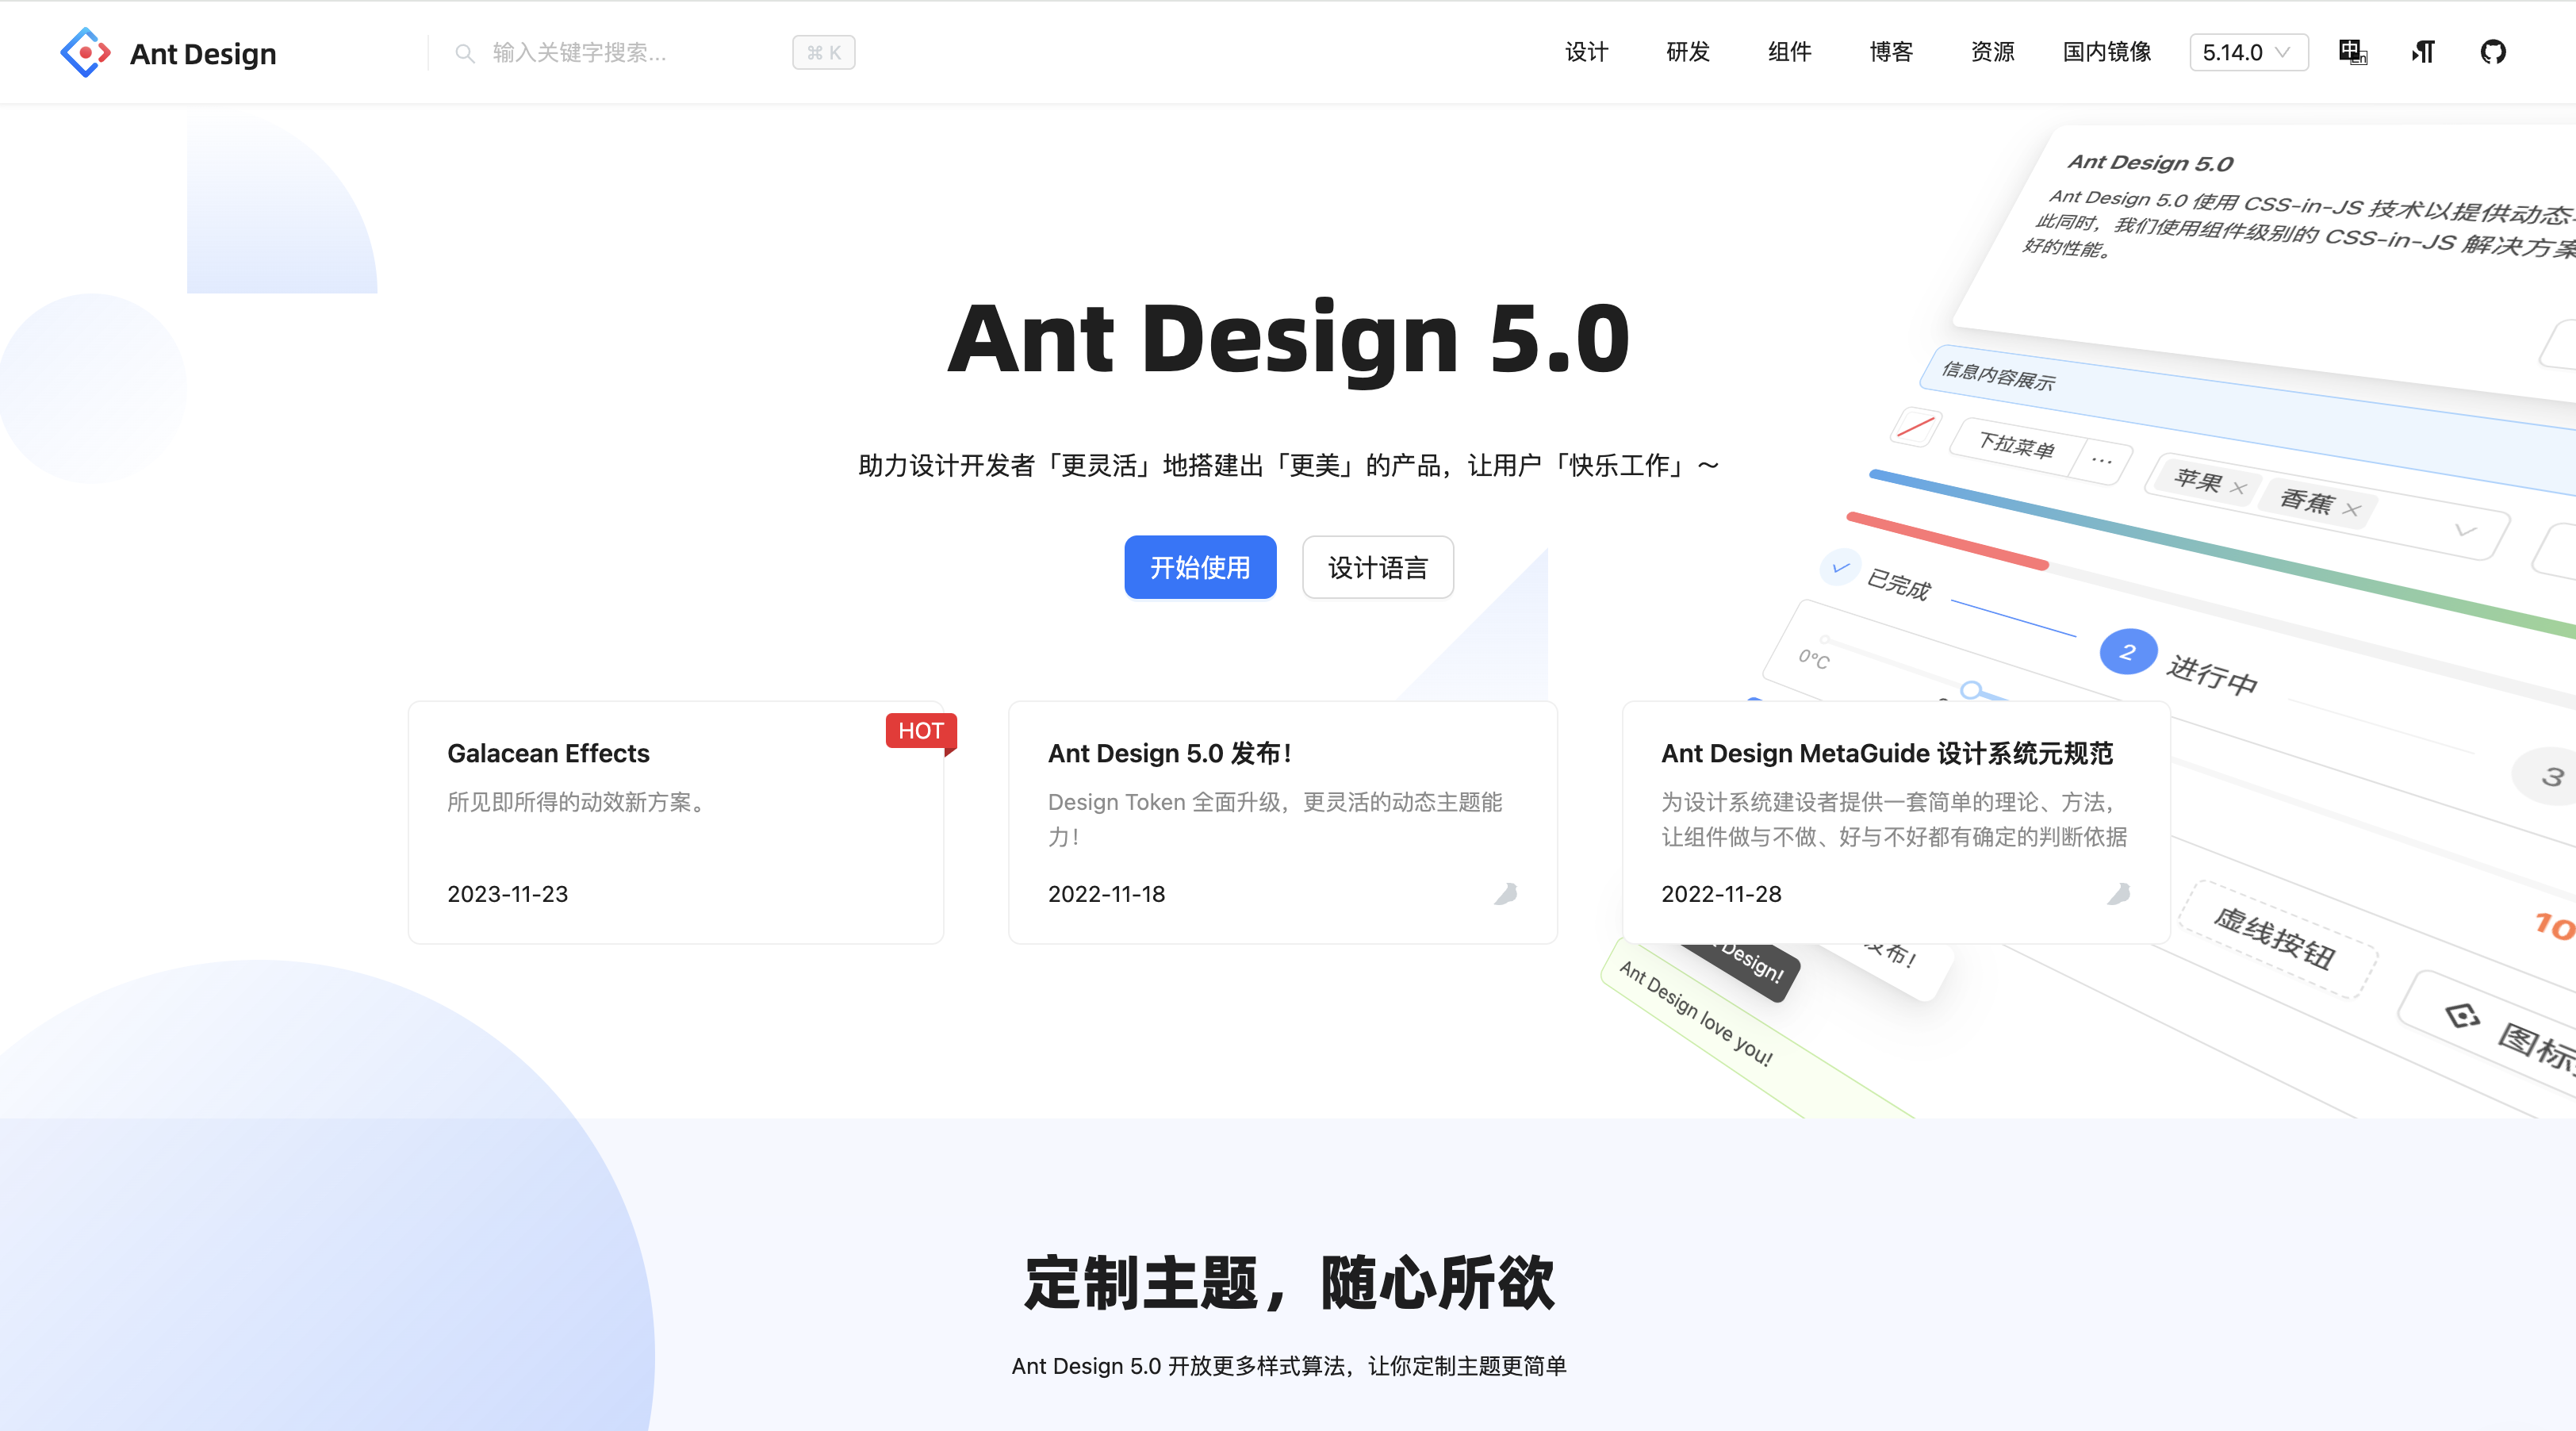 Ant Design
输入关键字搜索...
⌘ K
设计
研发
组件
博客
资源
国内镜像
5.14.0
中 En
Ant Design 5.0
Ant Design 5.0 使用 CSS-in-JS 技术以提供动态
此同时，我们使用组件级别的 CSS-in-JS 解决方案
好的性能。
Ant Design 5.0
助力设计开发者「更灵活」地搭建出「更美」的产品，让用户「快乐工作」～
开始使用
设计语言
信息内容展示
下拉菜单
...
苹果
香蕉
已完成
2
进行中
3
0°C
HOT
Galacean Effects
所见即所得的动效新方案。
2023-11-23
Ant Design 5.0 发布！
Design Token 全面升级，更灵活的动态主题能
力！
2022-11-18
Ant Design MetaGuide 设计系统元规范
为设计系统建设者提供一套简单的理论、方法，
让组件做与不做、好与不好都有确定的判断依据
2022-11-28
Design!
发布！
Ant Design love you!
虚线按钮
10
图标
定制主题，随心所欲
Ant Design 5.0 开放更多样式算法，让你定制主题更简单